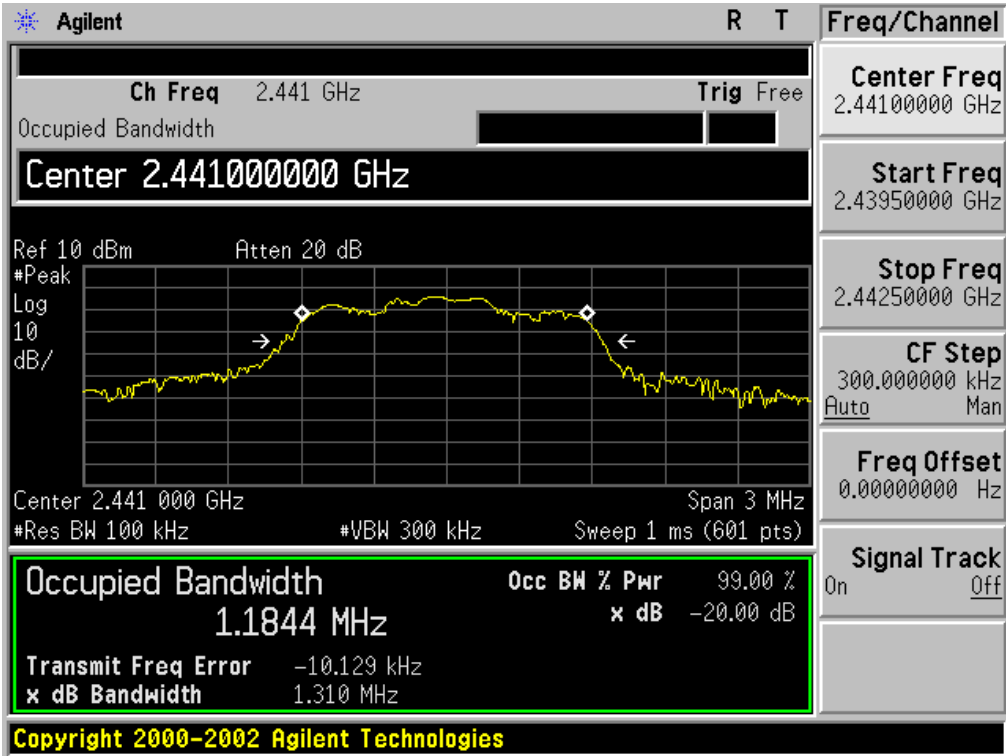 Agilent R T Freq/Channel
Ch Freq 2.441 GHz Trig Free
Occupied Bandwidth
Center 2.441000000 GHz
Ref 10 dBm Atten 20 dB
#Peak
Log
10
dB/
Center 2.441 000 GHz Span 3 MHz
#Res BW 100 kHz #VBW 300 kHz Sweep 1 ms (601 pts)
Occupied Bandwidth Occ BW % Pwr 99.00 %
1.1844 MHz x dB -20.00 dB
Transmit Freq Error -10.129 kHz
x dB Bandwidth 1.310 MHz
Center Freq
2.44100000 GHz
Start Freq
2.43950000 GHz
Stop Freq
2.44250000 GHz
CF Step
300.000000 kHz
Auto Man
Freq Offset
0.00000000 Hz
Signal Track
On Off
Copyright 2000-2002 Agilent Technologies